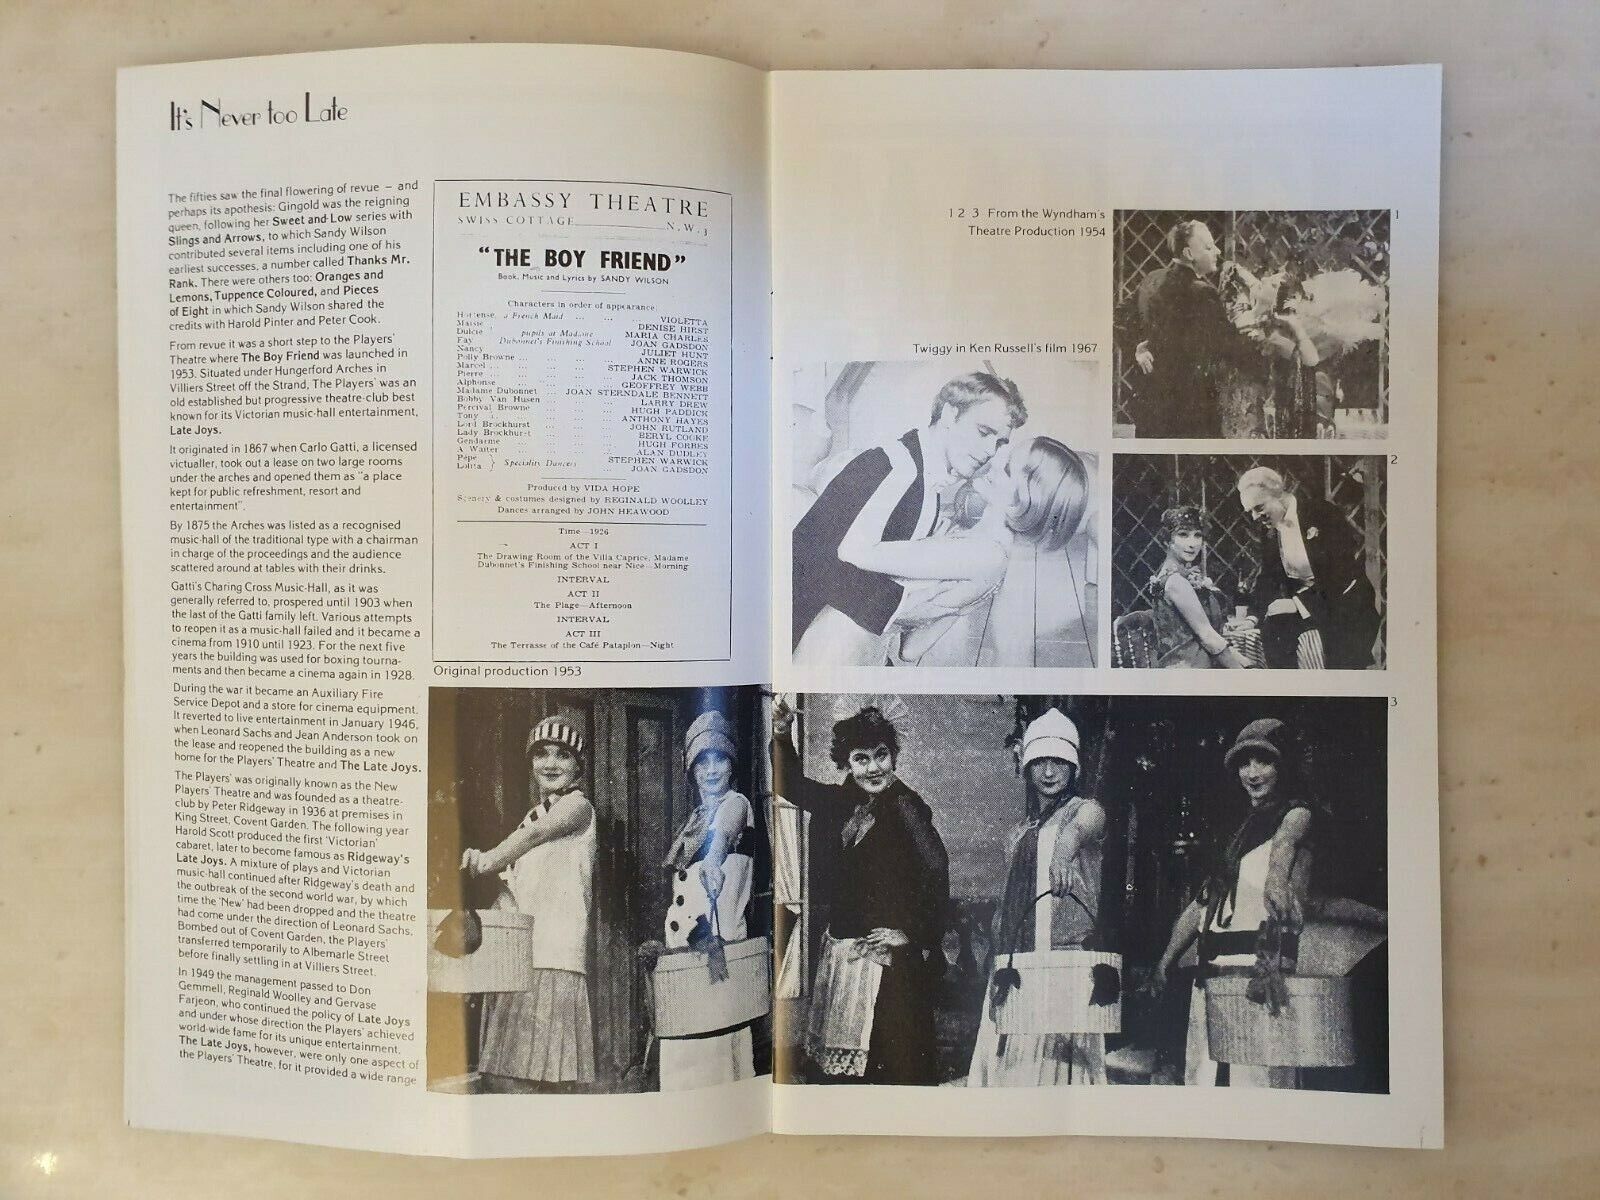 It's Never too Late
The fifties saw the final flowering of revue – and
perhaps its apothesis: Gingold was the reigning
queen, following her Sweet and Low series with
Slings and Arrows, to which Sandy Wilson
contributed several items including one of his
earliest successes, a number called Thanks Mr.
Rank. There were others too: Oranges and
Lemons, Tuppence Coloured, and Pieces
of Eight in which Sandy Wilson shared the
credits with Harold Pinter and Peter Cook.
From revue it was a short step to the Players'
Theatre where The Boy Friend was launched in
1953. Situated under Hungerford Arches in
Villiers Street off the Strand, The Players' was an
old established but progressive theatre-club best
known for its Victorian music-hall entertainment,
Late Joys.
It originated in 1867 when Carlo Gatti, a licensed
victualler, took out a lease on two large rooms
under the arches and opened them as "a place
kept for public refreshment, resort and
entertainment".
By 1875 the Arches was listed as a recognised
music-hall of the traditional type with a chairman
in charge of the proceedings and the audience
scattered around at tables with their drinks.
Gatti's Charing Cross Music-Hall, as it was
generally referred to, prospered until 1903 when
the last of the Gatti family left. Various attempts
to reopen it as a music-hall failed and it became a
cinema from 1910 until 1923. For the next five
years the building was used for boxing tourna-
ments and then became a cinema again in 1928.
During the war it became an Auxiliary Fire
Service Depot and a store for cinema equipment.
It reverted to live entertainment in January 1946,
when Leonard Sachs and Jean Anderson took on
the lease and reopened the building as a new
home for the Players' Theatre and The Late Joys.
The Players' was originally known as the New
Players' Theatre and was founded as a theatre-
club by Peter Ridgeway in 1936 at premises in
King Street, Covent Garden. The following year
Harold Scott produced the first 'Victorian'
cabaret, later to become famous as Ridgeway's
Late Joys. A mixture of plays and Victorian
music-hall continued after Ridgeway's death and
the outbreak of the second world war, by which
time the 'New' had been dropped and the theatre
had come under the direction of Leonard Sachs.
Bombed out of Covent Garden, the Players'
transferred temporarily to Albemarle Street
before finally settling in at Villiers Street.
In 1949 the management passed to Don
Gemmell, Reginald Woolley and Gervase
Farjeon, who continued the policy of Late Joys
and under whose direction the Players' achieved
world-wide fame for its unique entertainment.
The Late Joys, however, were only one aspect of
the Players' Theatre, for it provided a wide range
EMBASSY THEATRE
SWISS COTTAGE N.W.3
"THE BOY FRIEND"
Book, Music and Lyrics by SANDY WILSON
Characters in order of appearance:
Hortense, a French Maid ... ... ... VIOLETTA
Maisie DENISE HIRST
Dulcie pupils at Madame MARIA CHARLES
Fay Dubonnet's Finishing School JOAN GADSDON
Nancy JULIET HUNT
Polly Browne ... ... ... ... ANNE ROGERS
Marcel ... ... ... ... STEPHEN WARWICK
Pierre ... ... ... ... JACK THOMSON
Alphonse ... ... ... ... GEOFFREY WEBB
Madame Dubonnet ... JOAN STERNDALE BENNETT
Bobby Van Husen ... ... ... LARRY DREW
Percival Browne ... ... ... HUGH PADDICK
Tony ... ... ... ... ANTHONY HAYES
Lord Brockhurst ... ... ... JOHN RUTLAND
Lady Brockhurst ... ... ... BERYL COOKE
Gendarme ... ... ... ... HUGH FORBES
A Waiter ... ... ... ... ALAN DUDLEY
Pepe } Speciality Dancers ... STEPHEN WARWICK
Lolita } JOAN GADSDON
Produced by VIDA HOPE
Scenery & costumes designed by REGINALD WOOLLEY
Dances arranged by JOHN HEAWOOD
Time—1926
ACT I
The Drawing Room of the Villa Caprice, Madame
Dubonnet's Finishing School near Nice—Morning
INTERVAL
ACT II
The Plage—Afternoon
INTERVAL
ACT III
The Terrasse of the Café Pataplon—Night
Original production 1953
1 2 3 From the Wyndham's
Theatre Production 1954
1
Twiggy in Ken Russell's film 1967
2
3